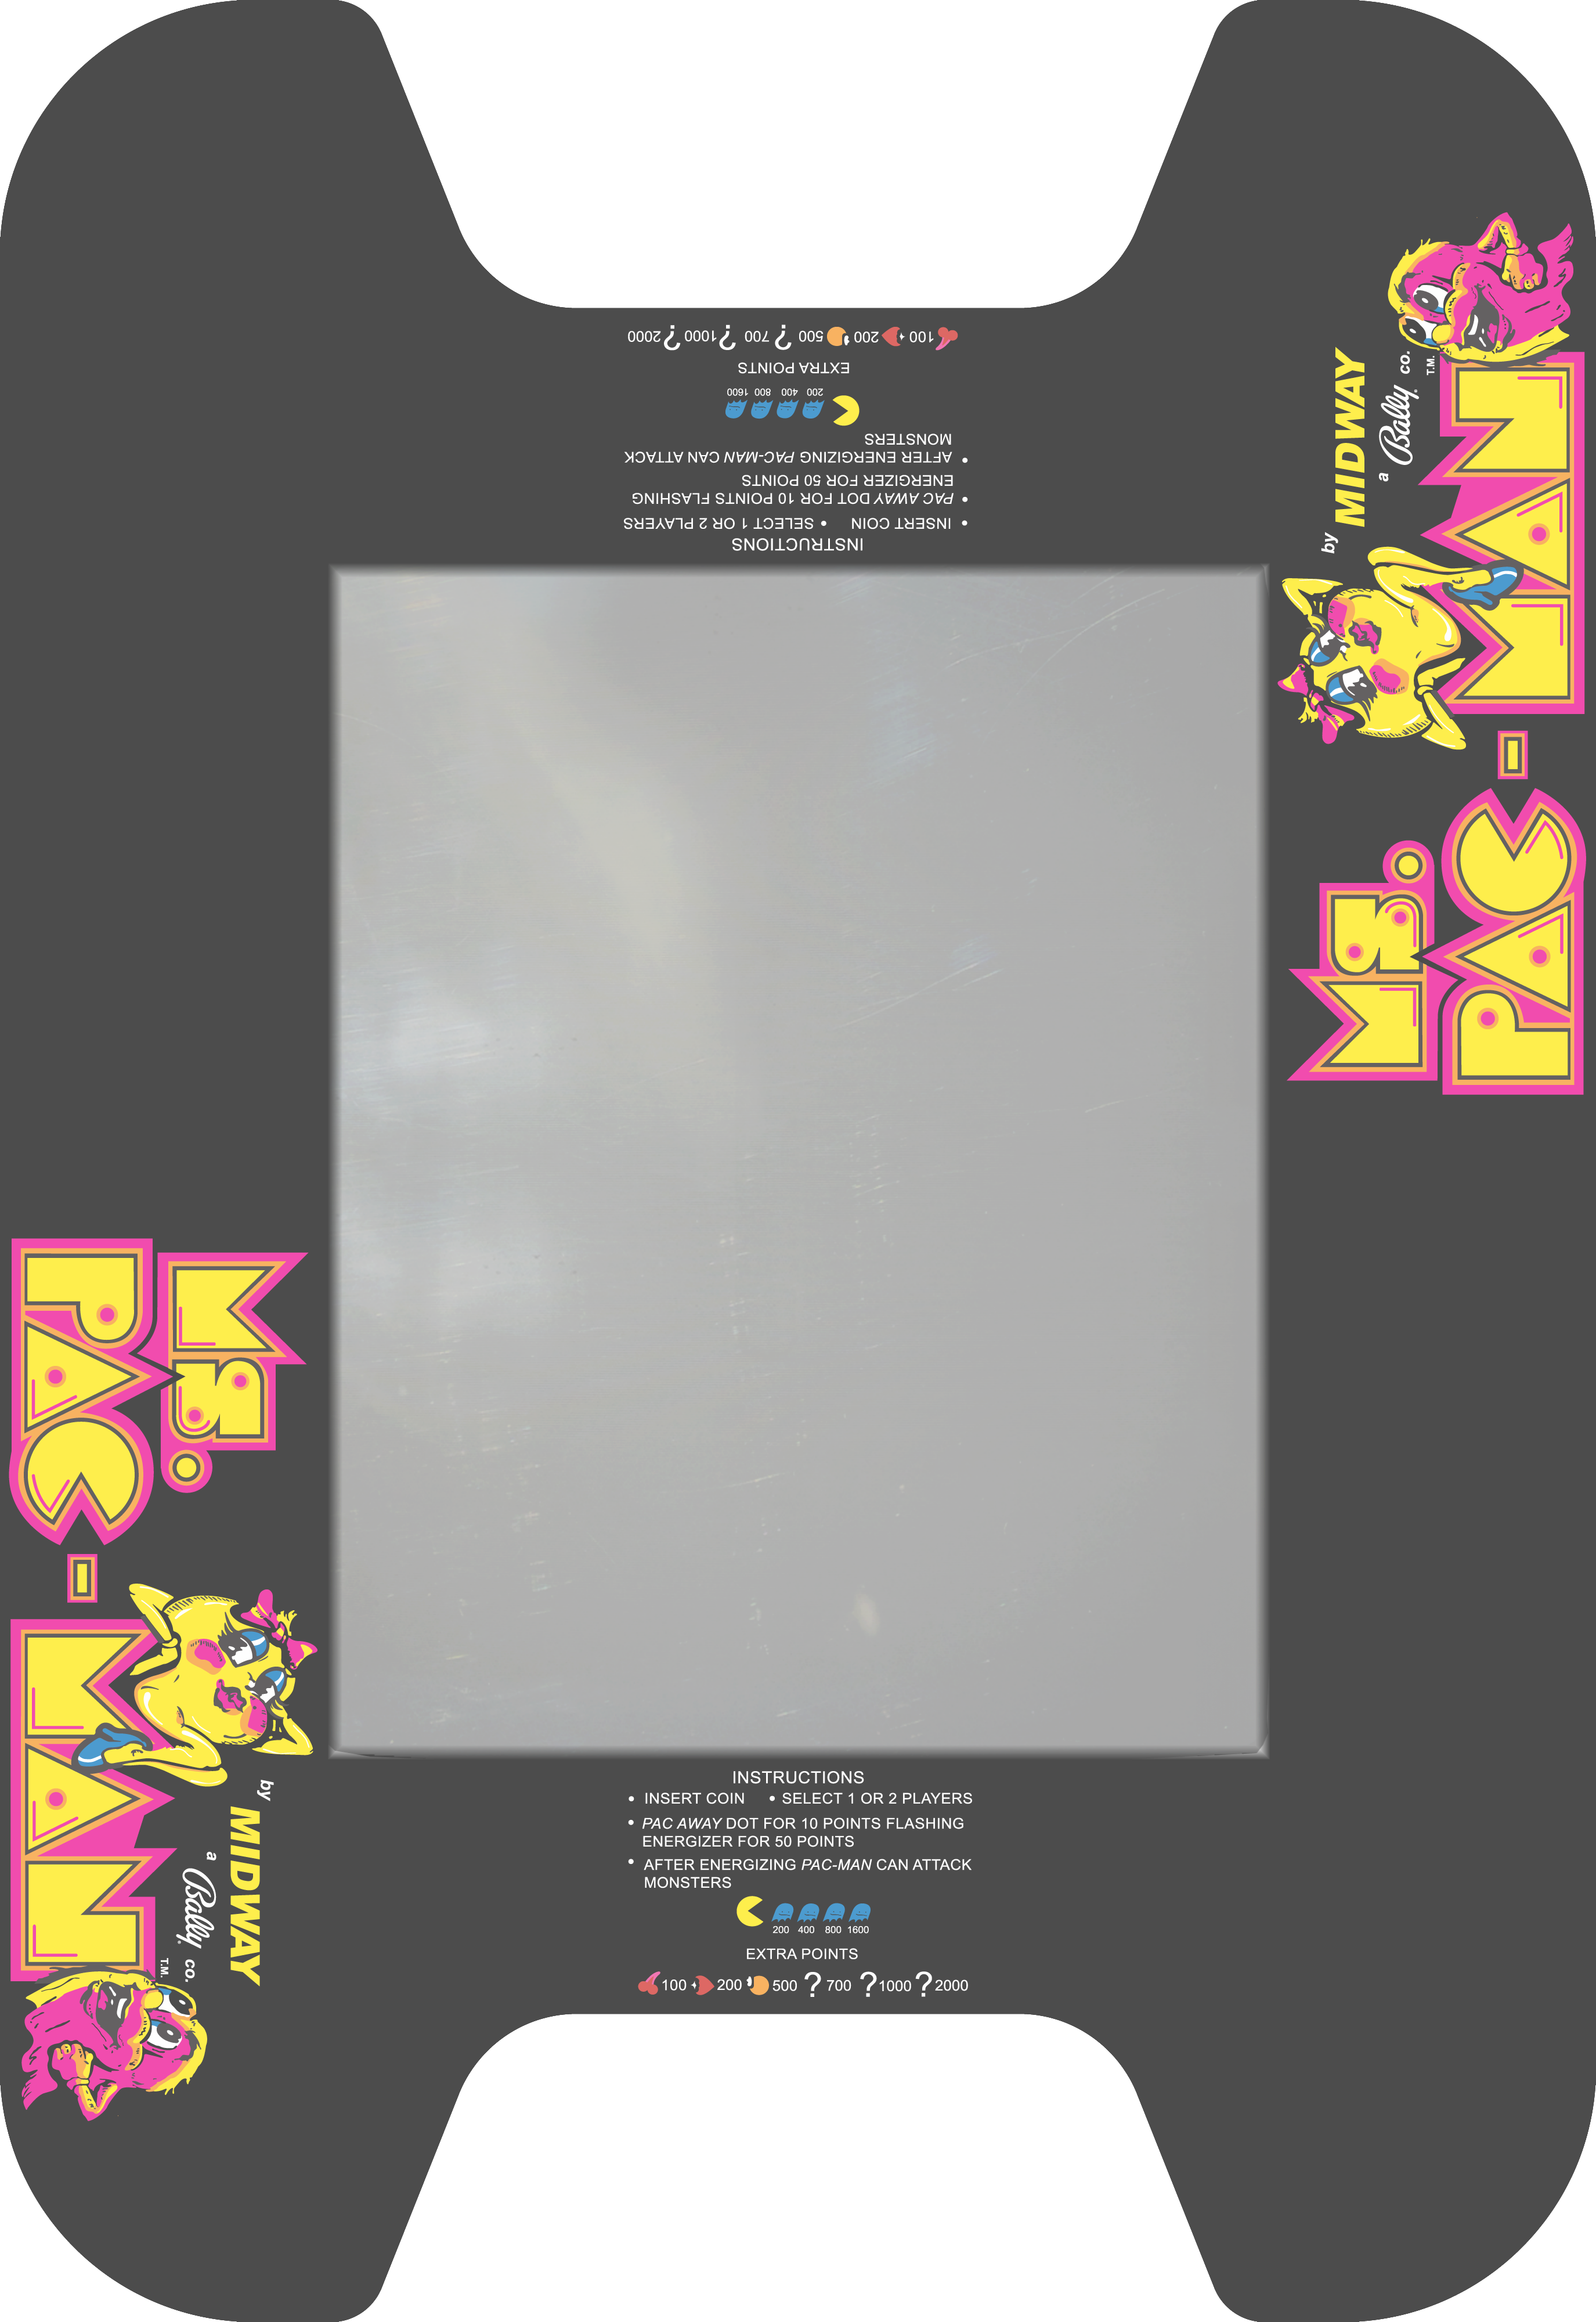 100 200 500 ? 700 ? 1000 ? 2000
EXTRA POINTS
200 400 800 1600
MONSTERS
• AFTER ENERGIZING PAC-MAN CAN ATTACK
ENERGIZER FOR 50 POINTS
• PAC AWAY DOT FOR 10 POINTS FLASHING
• INSERT COIN • SELECT 1 OR 2 PLAYERS
INSTRUCTIONS
MS.
PAC-MAN
T.M.
by MIDWAY
a Bally® co.
MS.
PAC-MAN
T.M.
by MIDWAY
a Bally® co.
INSTRUCTIONS
• INSERT COIN • SELECT 1 OR 2 PLAYERS
• PAC AWAY DOT FOR 10 POINTS FLASHING
ENERGIZER FOR 50 POINTS
• AFTER ENERGIZING PAC-MAN CAN ATTACK
MONSTERS
200 400 800 1600
EXTRA POINTS
100 200 500 ? 700 ? 1000 ? 2000